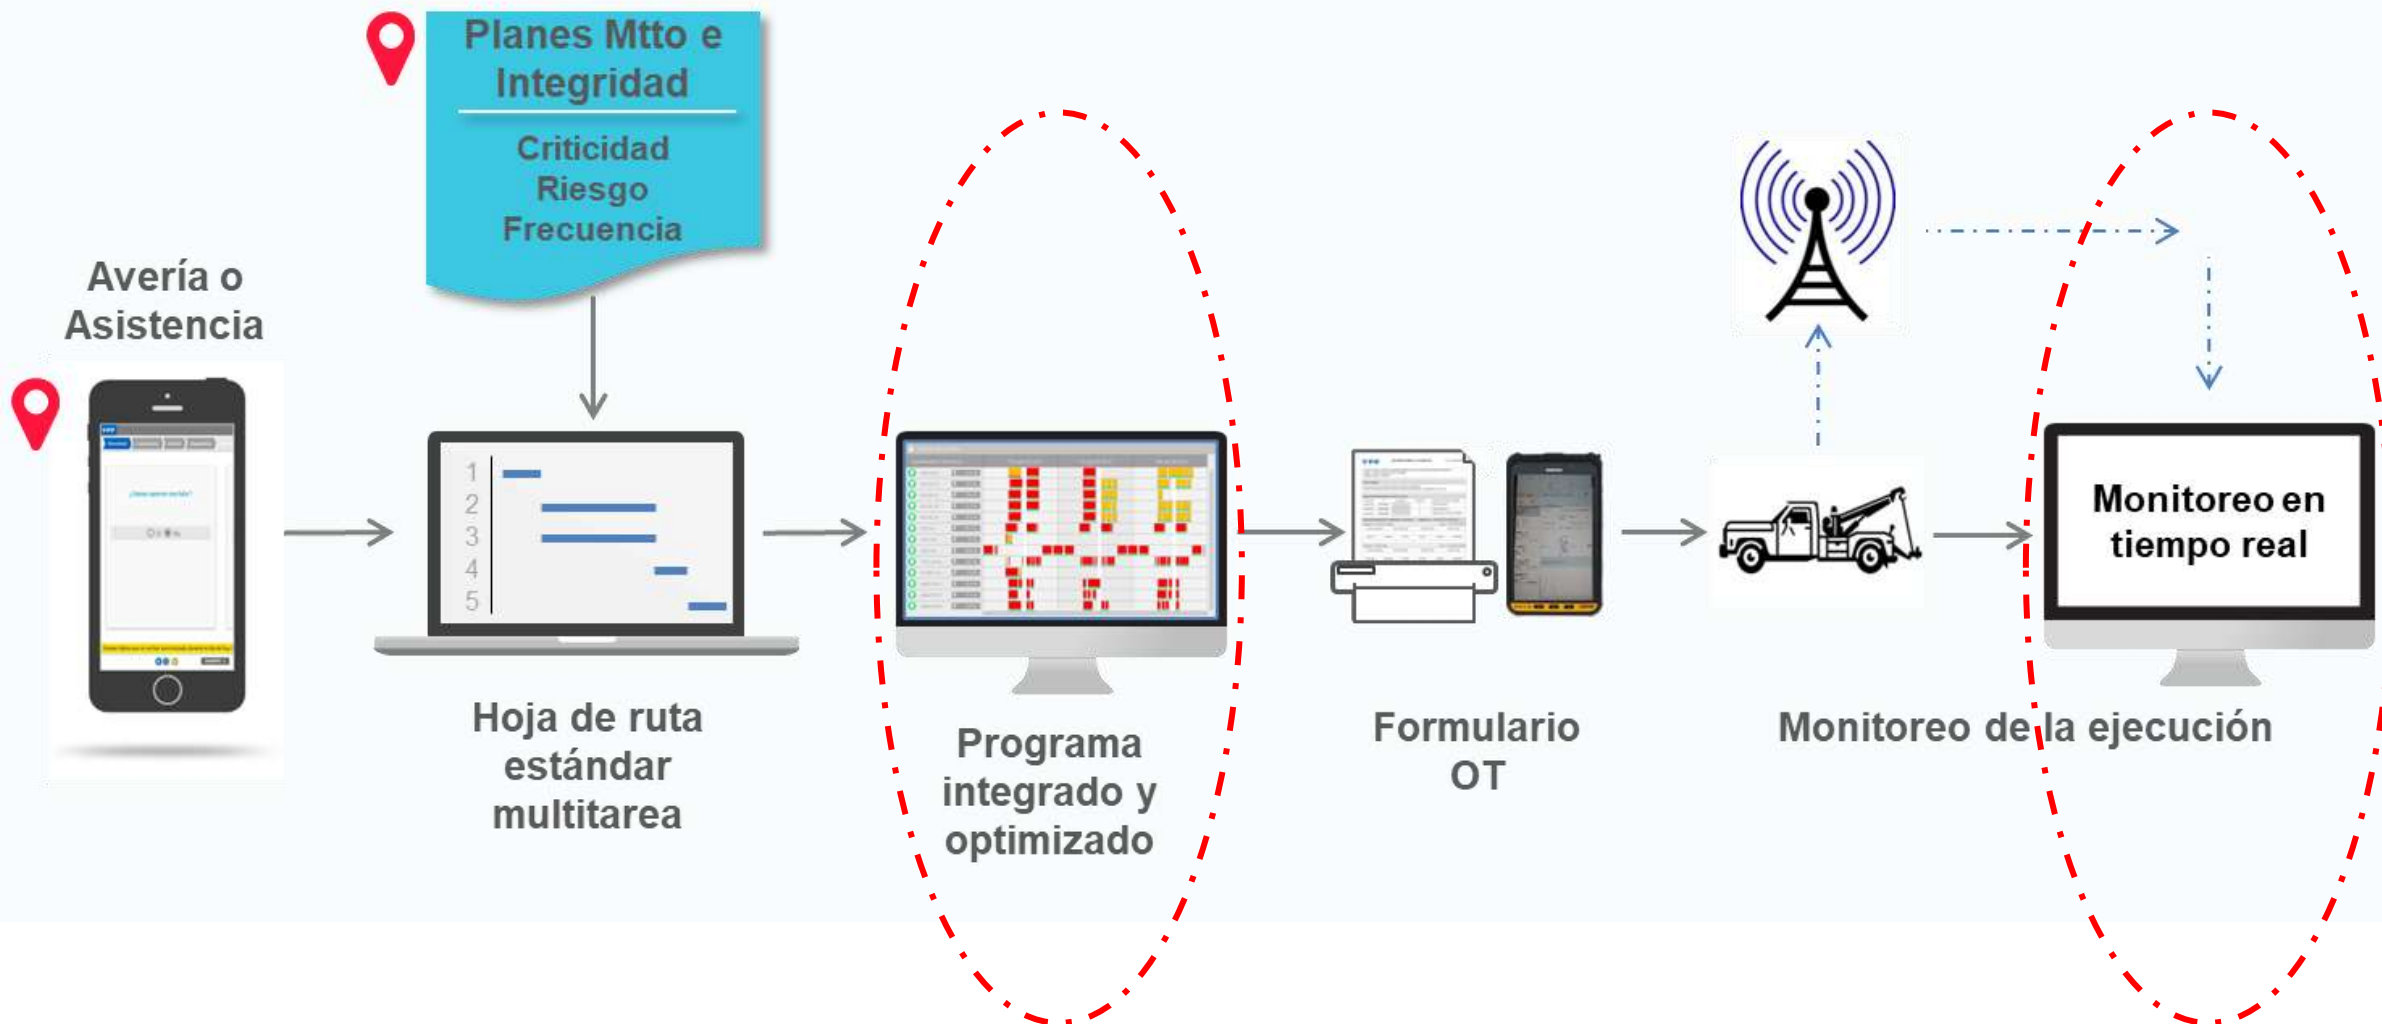 Planes Mtto e
Integridad
Criticidad
Riesgo
Frecuencia
Avería o
Asistencia
1
2
3
4
5
Hoja de ruta
estándar
multitarea
Programa
integrado y
optimizado
Formulario
OT
Monitoreo en
tiempo real
Monitoreo de la ejecución